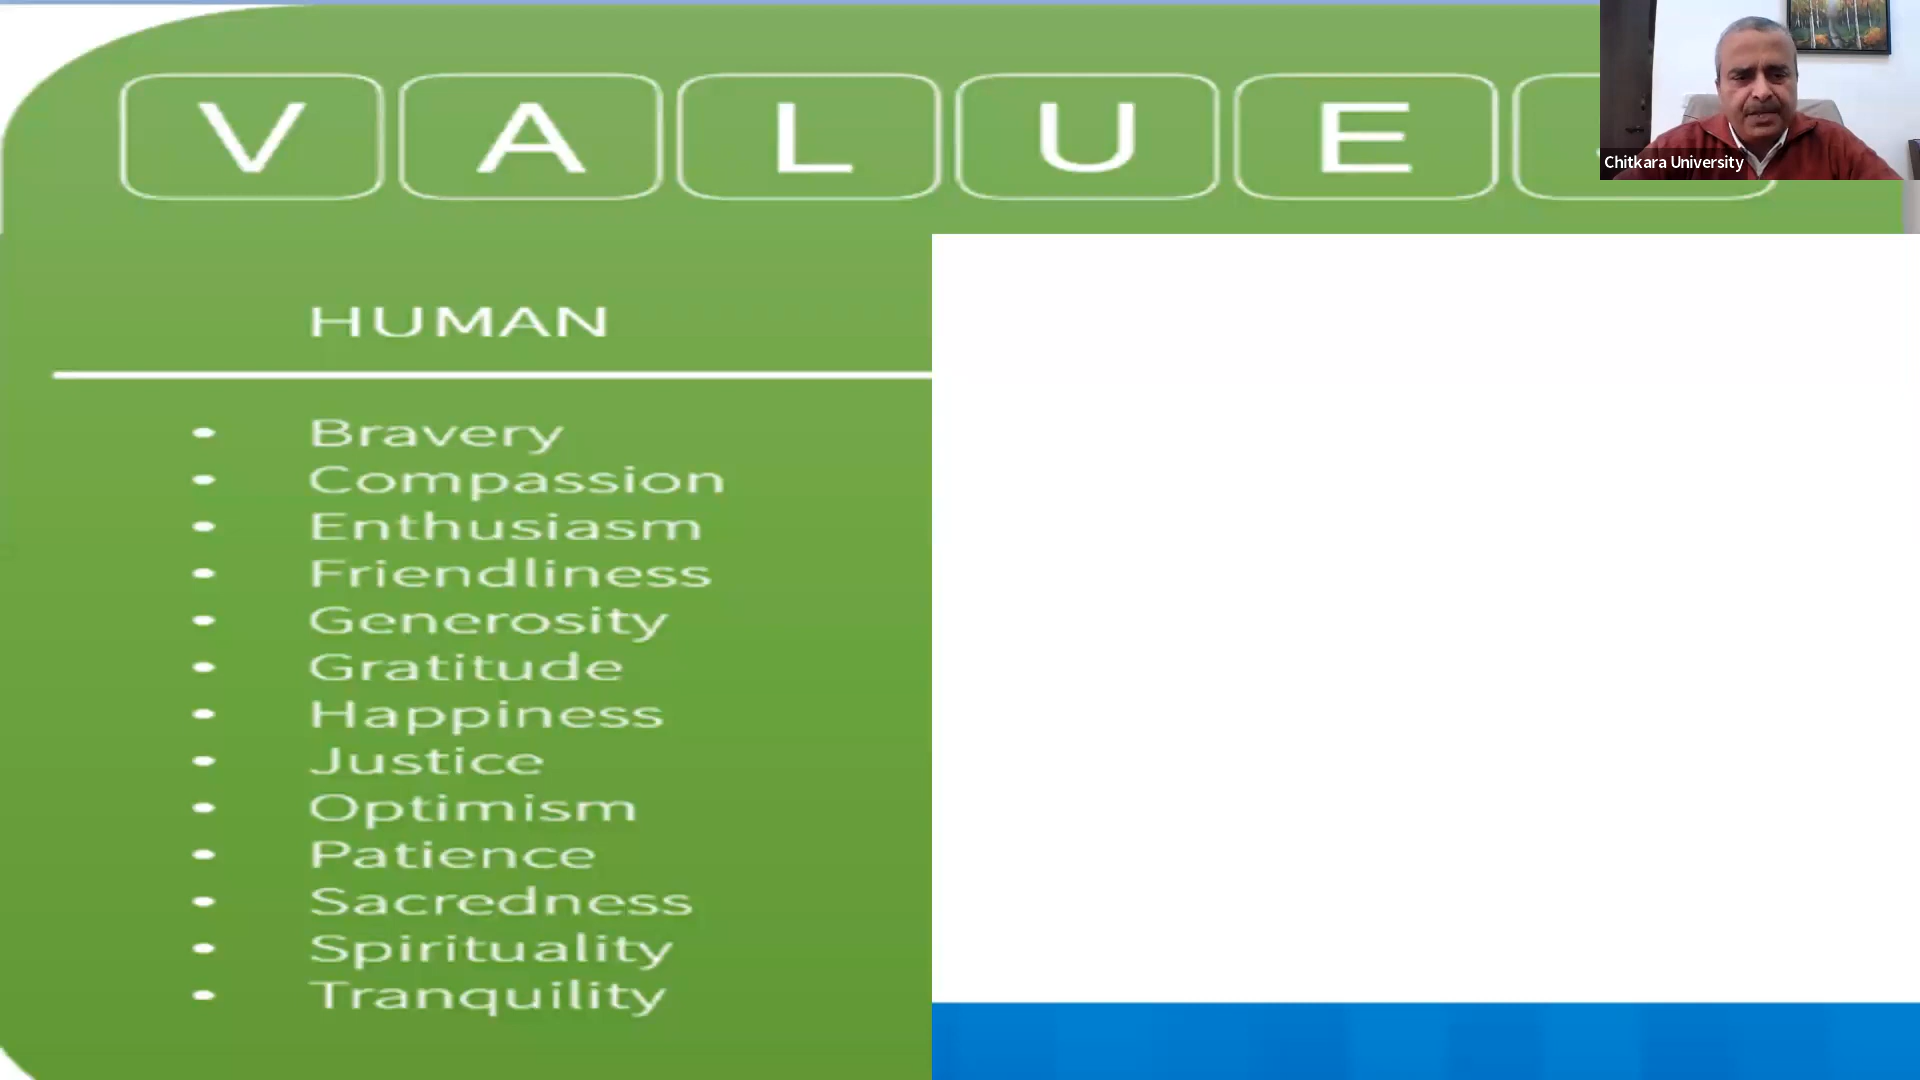 V A L U E
Chitkara University
HUMAN
• Bravery
• Compassion
• Enthusiasm
• Friendliness
• Generosity
• Gratitude
• Happiness
• Justice
• Optimism
• Patience
• Sacredness
• Spirituality
• Tranquility